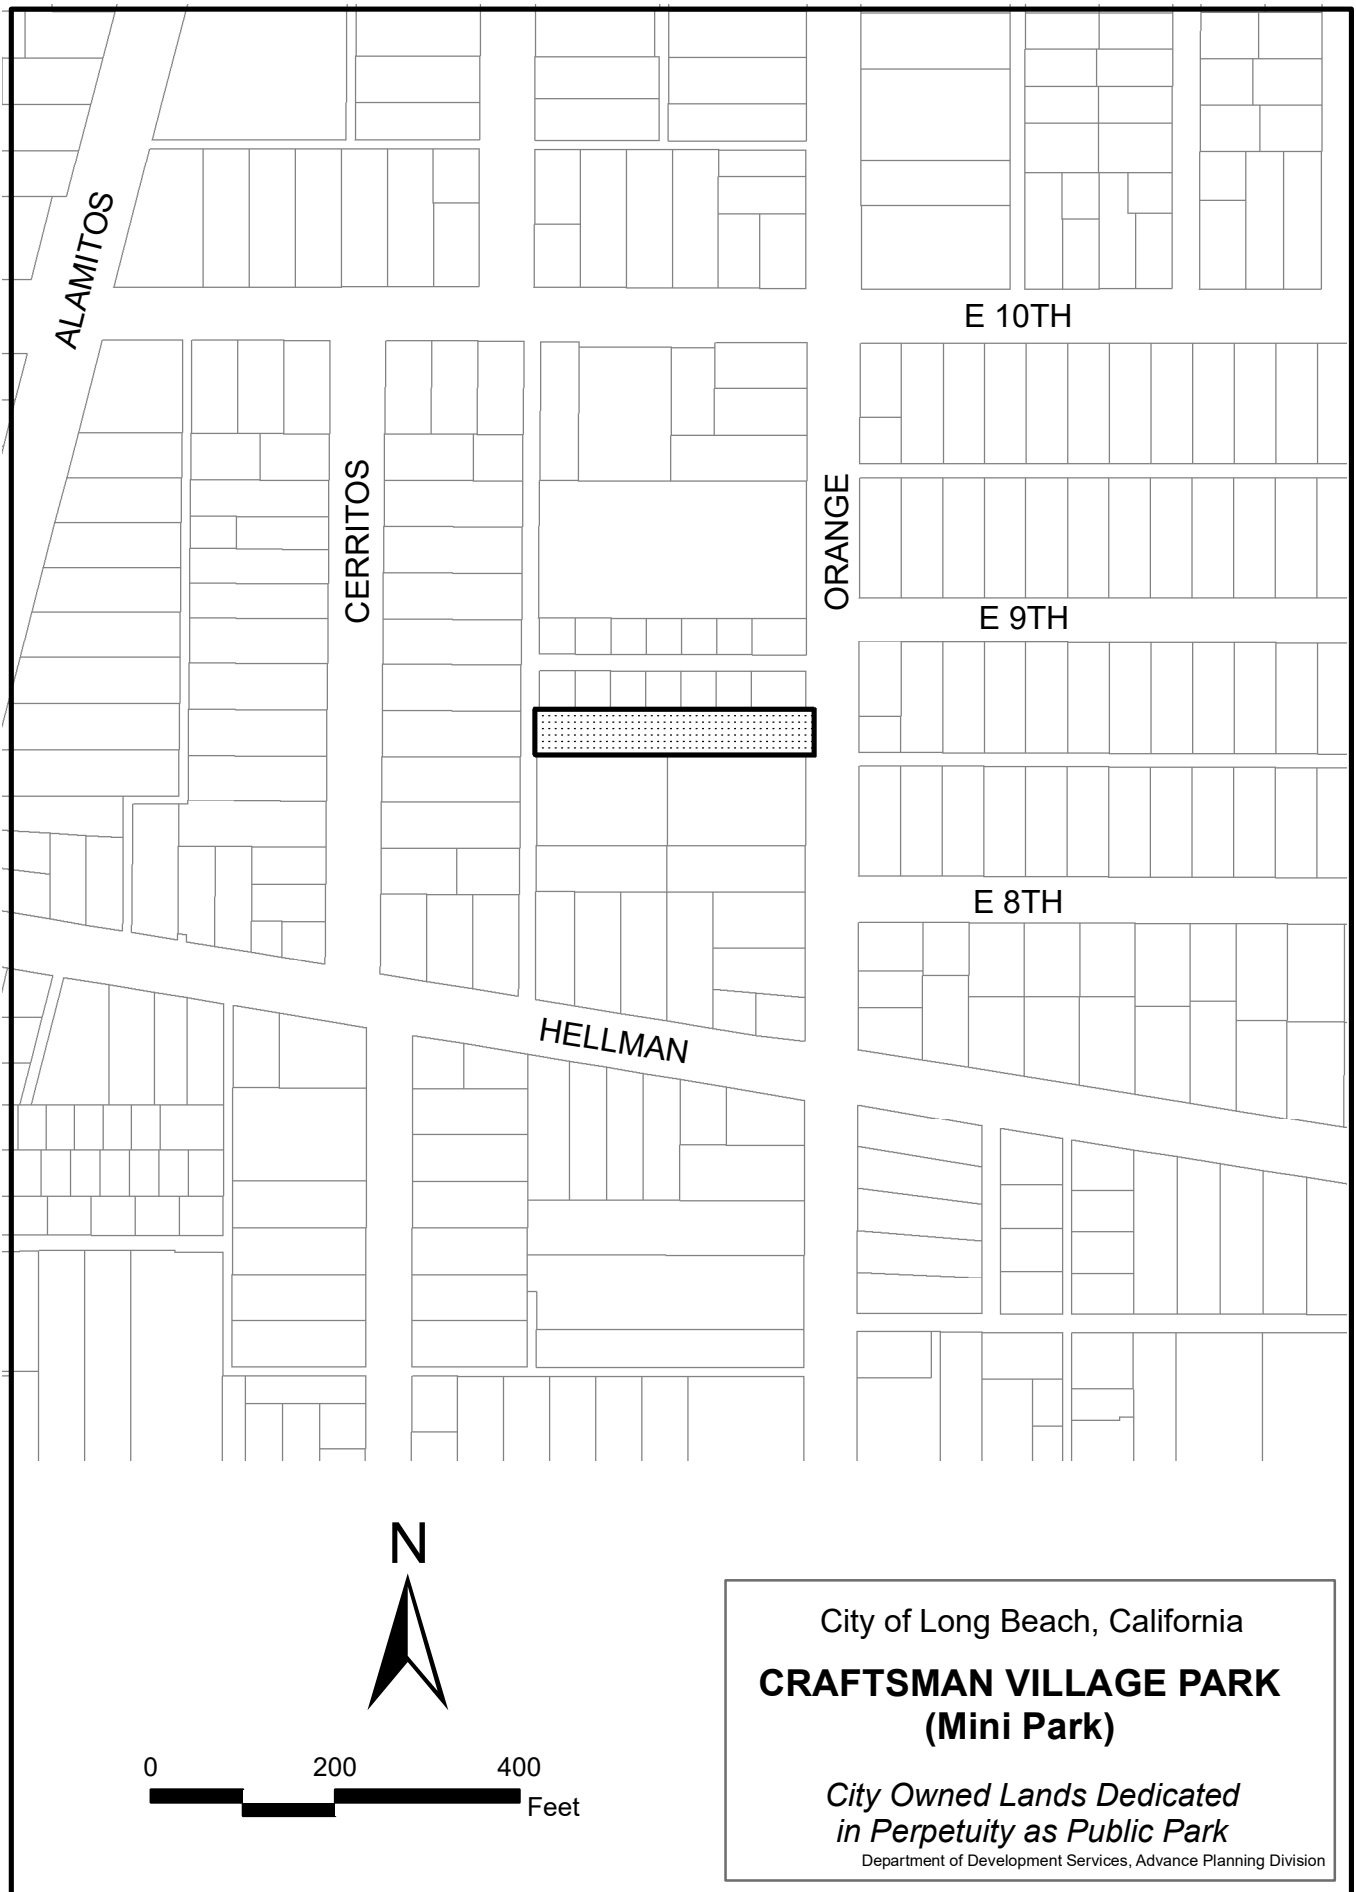 ALAMITOS
E 10TH
CERRITOS
ORANGE
E 9TH
E 8TH
HELLMAN
N
0 200 400
Feet
City of Long Beach, California
CRAFTSMAN VILLAGE PARK
(Mini Park)
City Owned Lands Dedicated
in Perpetuity as Public Park
Department of Development Services, Advance Planning Division